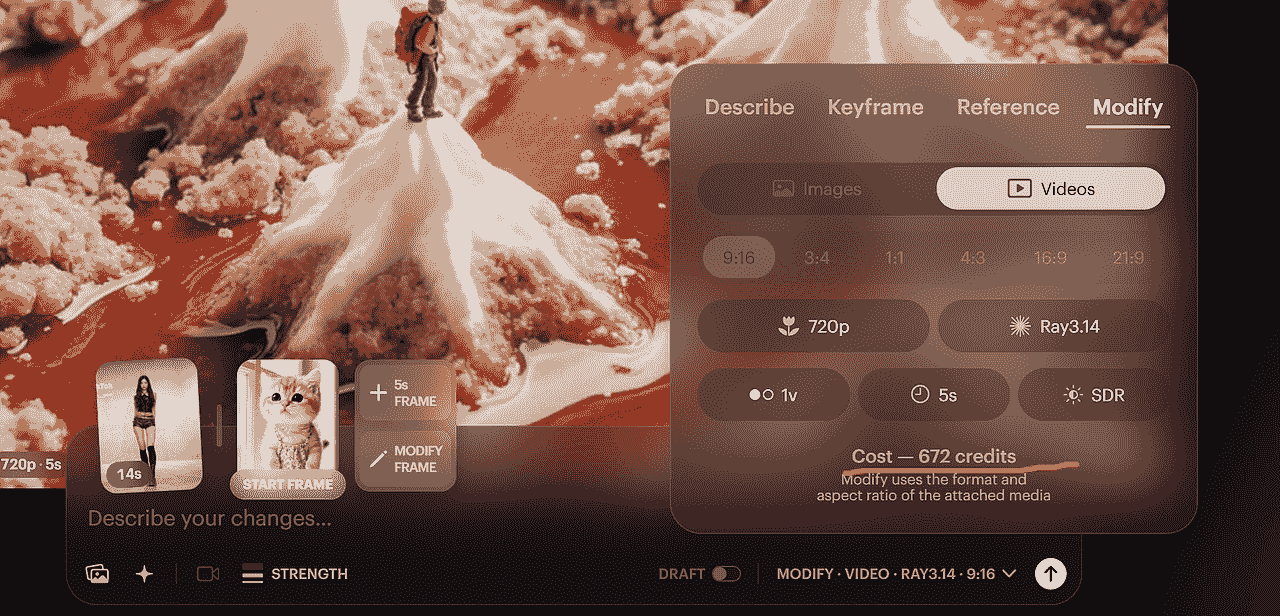 Describe Keyframe Reference Modify
Images Videos
9:16 3:4 1:1 4:3 16:9 21:9
720p Ray3.14
1v 5s SDR
Cost — 672 credits
Modify uses the format and
aspect ratio of the attached media
720p · 5s
14s
START FRAME
5s
FRAME
MODIFY
FRAME
Describe your changes...
STRENGTH
DRAFT
MODIFY · VIDEO · RAY3.14 · 9:16